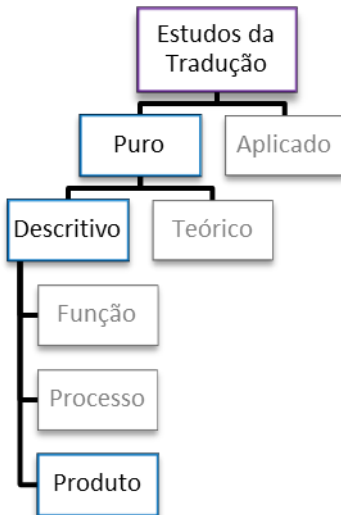 Estudos da
Tradução
Puro
Aplicado
Descritivo
Teórico
Função
Processo
Produto